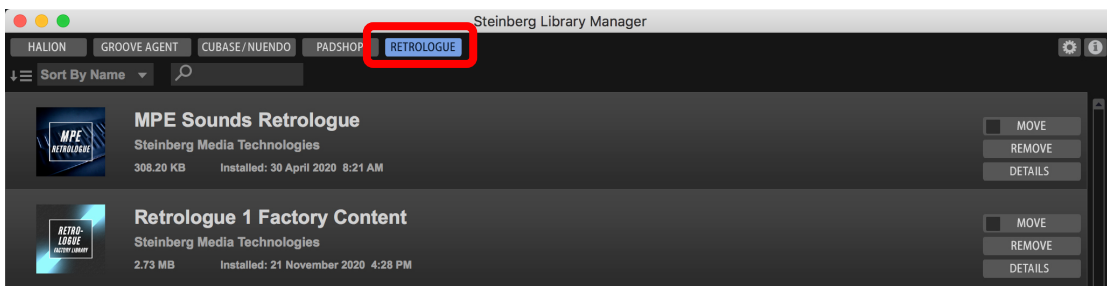 Steinberg Library Manager
HALION GROOVE AGENT CUBASE/NUENDO PADSHOP RETROLOGUE
Sort By Name
MPE
RETROLOGUE
MPE Sounds Retrologue
Steinberg Media Technologies
308.20 KB Installed: 30 April 2020 8:21 AM
MOVE
REMOVE
DETAILS
RETRO-
LOGUE
FACTORY LIBRARY
Retrologue 1 Factory Content
Steinberg Media Technologies
2.73 MB Installed: 21 November 2020 4:28 PM
MOVE
REMOVE
DETAILS